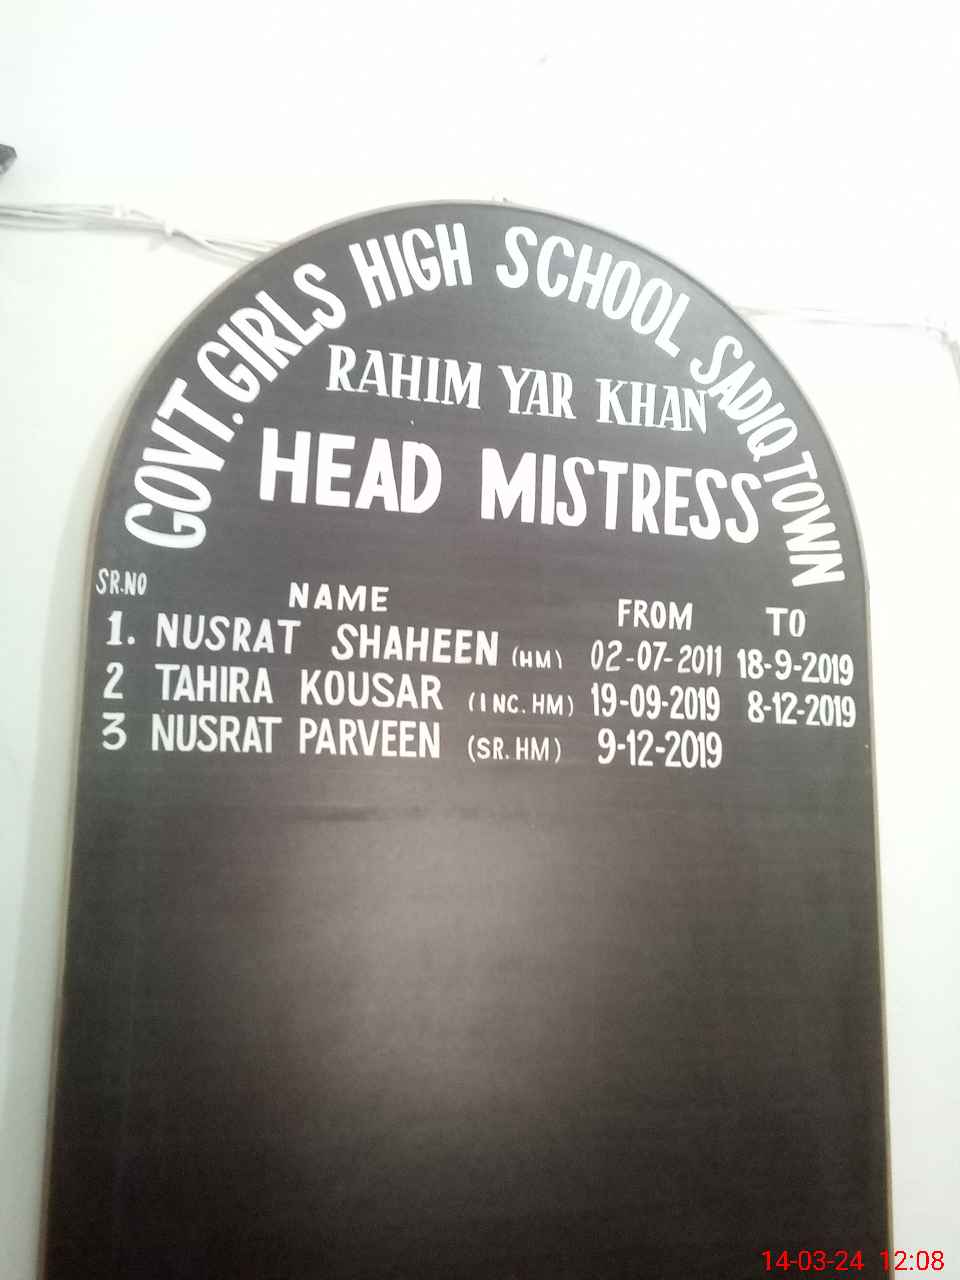 GOVT. GIRLS HIGH SCHOOL SADIQ TOWN
RAHIM YAR KHAN
HEAD MISTRESS
SR.NO NAME FROM TO
1. NUSRAT SHAHEEN (HM) 02-07-2011 18-9-2019
2 TAHIRA KOUSAR (INC. HM) 19-09-2019 8-12-2019
3 NUSRAT PARVEEN (SR. HM) 9-12-2019
14-03-24 12:08